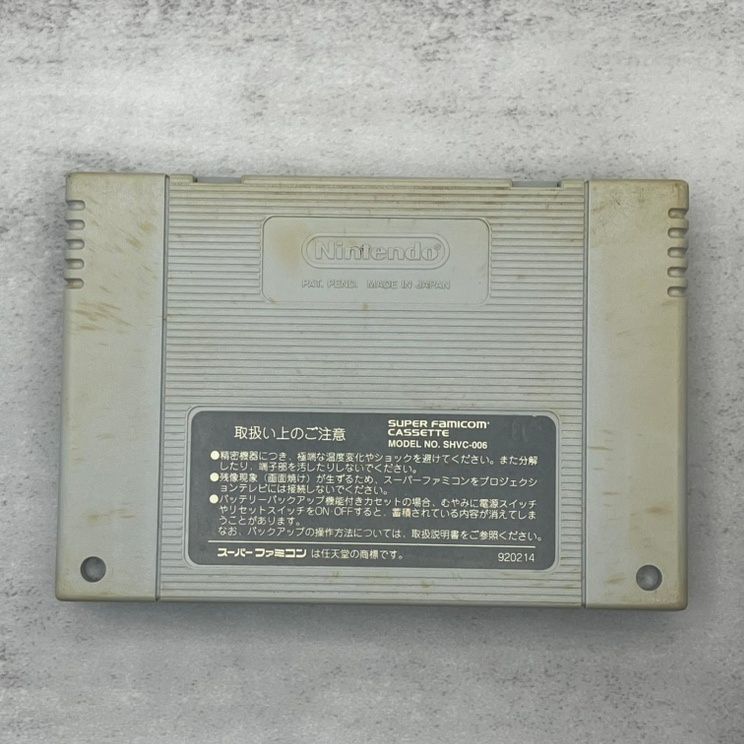 Nintendo
PAT. PEND. MADE IN JAPAN
取扱い上のご注意
SUPER FAMICOM
CASSETTE
MODEL NO. SHVC-006
●精密機器につき、極端な温度変化やショックを避けてください。また分解
したり、端子部を汚したりしないでください。
●残像現象（画面焼け）が生ずるため、スーパーファミコンをプロジェクシ
ョンテレビには接続しないでください。
●バッテリーバックアップ機能付きカセットの場合、むやみに電源スイッチ
やリセットスイッチをON·OFFすると、蓄積されている内容が消えてしま
うことがあります。
なお、バックアップの操作方法については、取扱説明書をご参照ください。
スーパーファミコンは任天堂の商標です。
920214